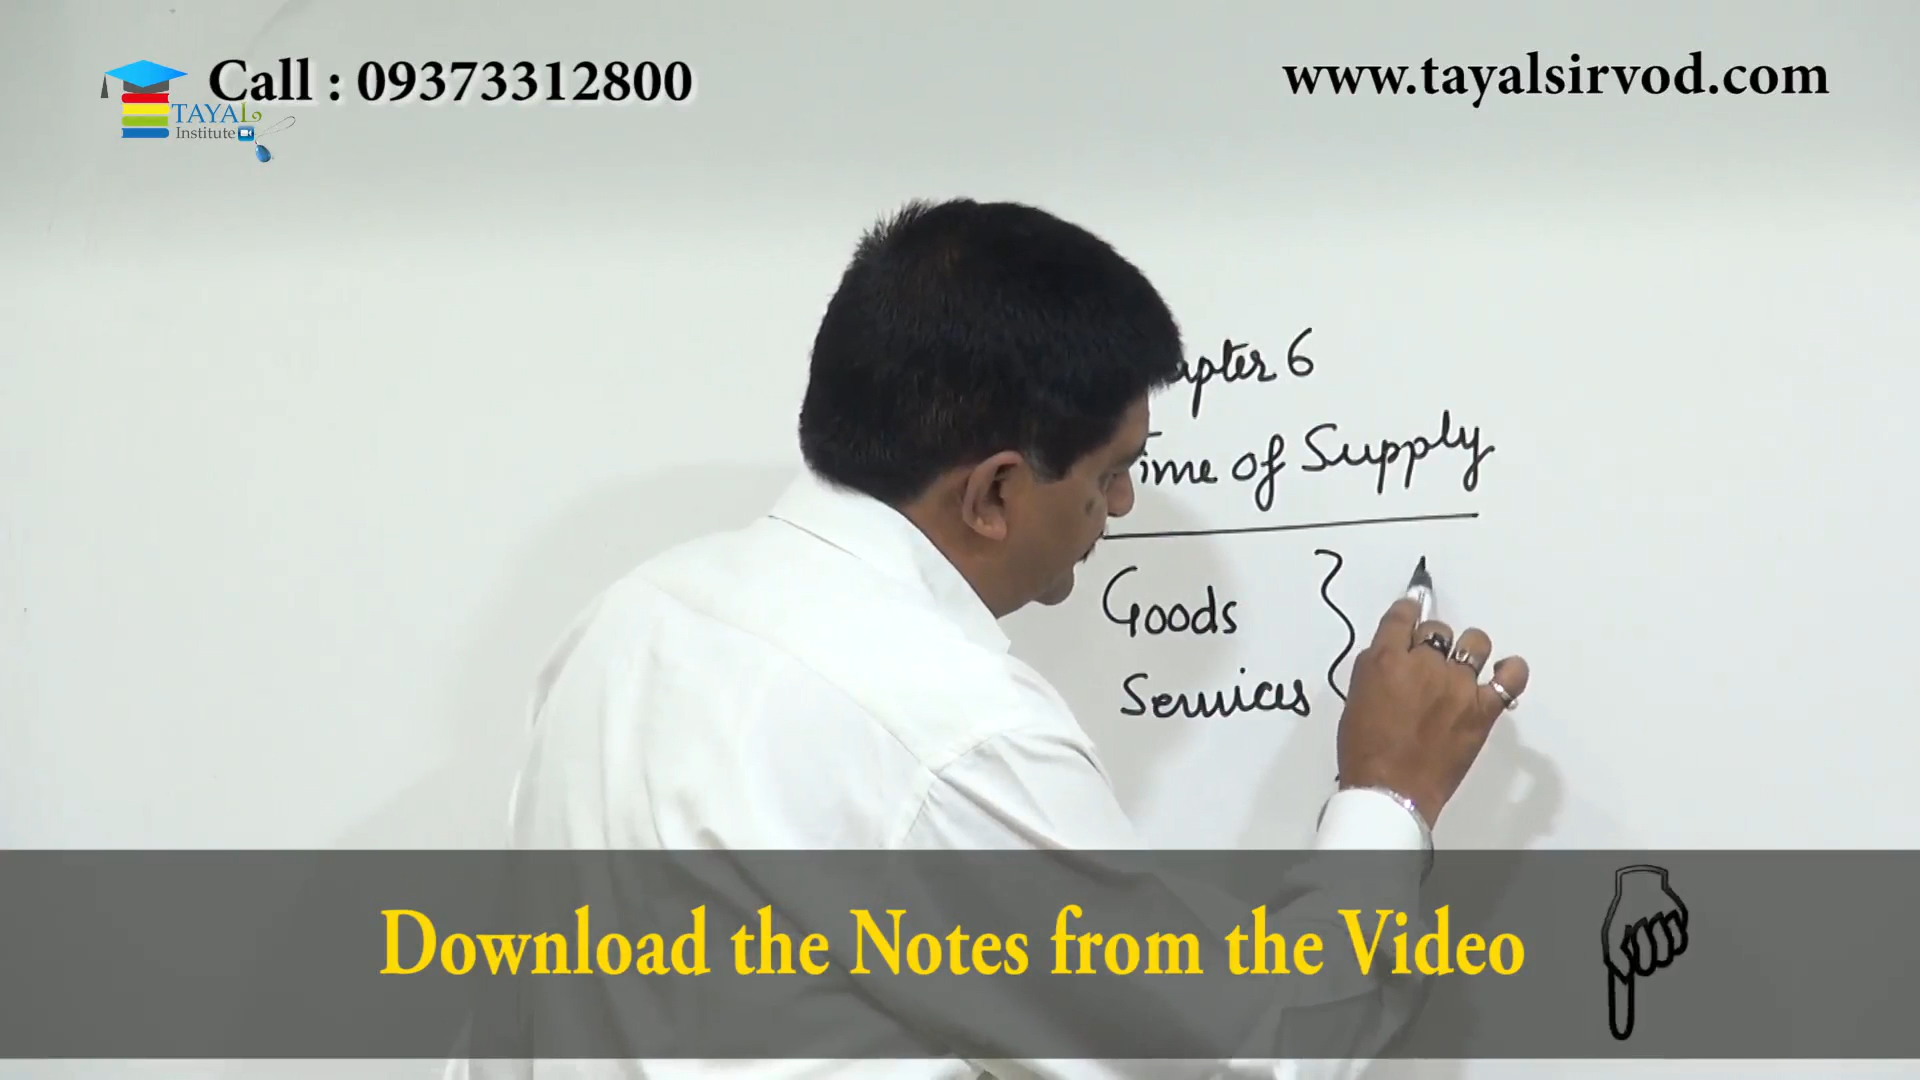 Call : 09373312800
www.tayalsirvod.com
TAYAL
Institute
apter 6
ime of Supply
Goods
Services
Download the Notes from the Video